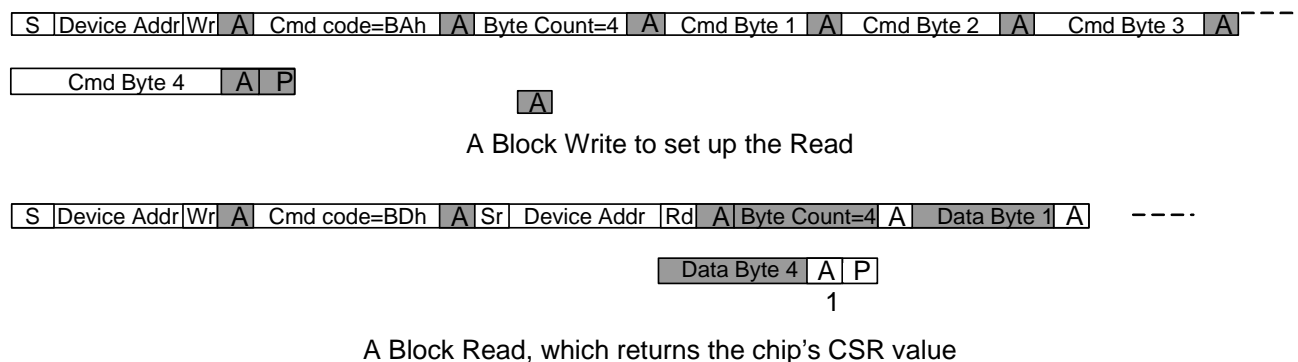 S Device Addr Wr A Cmd code=BAh A Byte Count=4 A Cmd Byte 1 A Cmd Byte 2 A Cmd Byte 3 A
Cmd Byte 4 A P
A
A Block Write to set up the Read
S Device Addr Wr A Cmd code=BDh A Sr Device Addr Rd A Byte Count=4 A Data Byte 1 A
Data Byte 4 A P
1
A Block Read, which returns the chip's CSR value